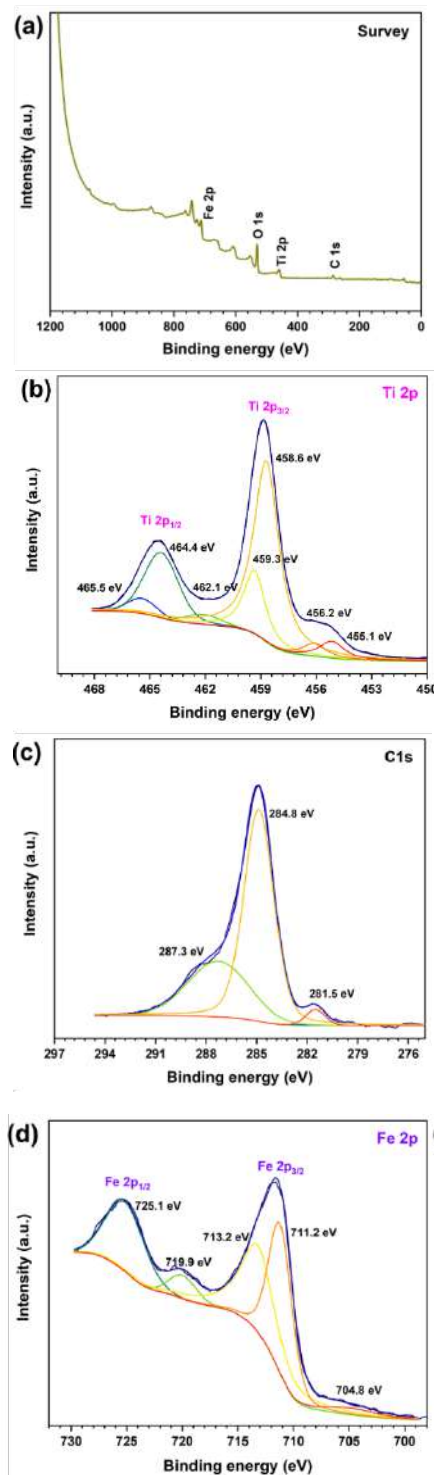 (a)
Survey
Intensity (a.u.)
Fe 2p
O 1s
Ti 2p
C 1s
1200 1000 800 600 400 200 0
Binding energy (eV)
(b)
Ti 2p
Ti 2p3/2
458.6 eV
Ti 2p1/2
464.4 eV
465.5 eV
462.1 eV
459.3 eV
456.2 eV
455.1 eV
Intensity (a.u.)
468 465 462 459 456 453 450
Binding energy (eV)
(c)
C1s
284.8 eV
287.3 eV
281.5 eV
Intensity (a.u.)
297 294 291 288 285 282 279 276
Binding energy (eV)
(d)
Fe 2p
Fe 2p1/2
Fe 2p3/2
725.1 eV
713.2 eV
711.2 eV
719.9 eV
704.8 eV
Intensity (a.u.)
730 725 720 715 710 705 700
Binding energy (eV)